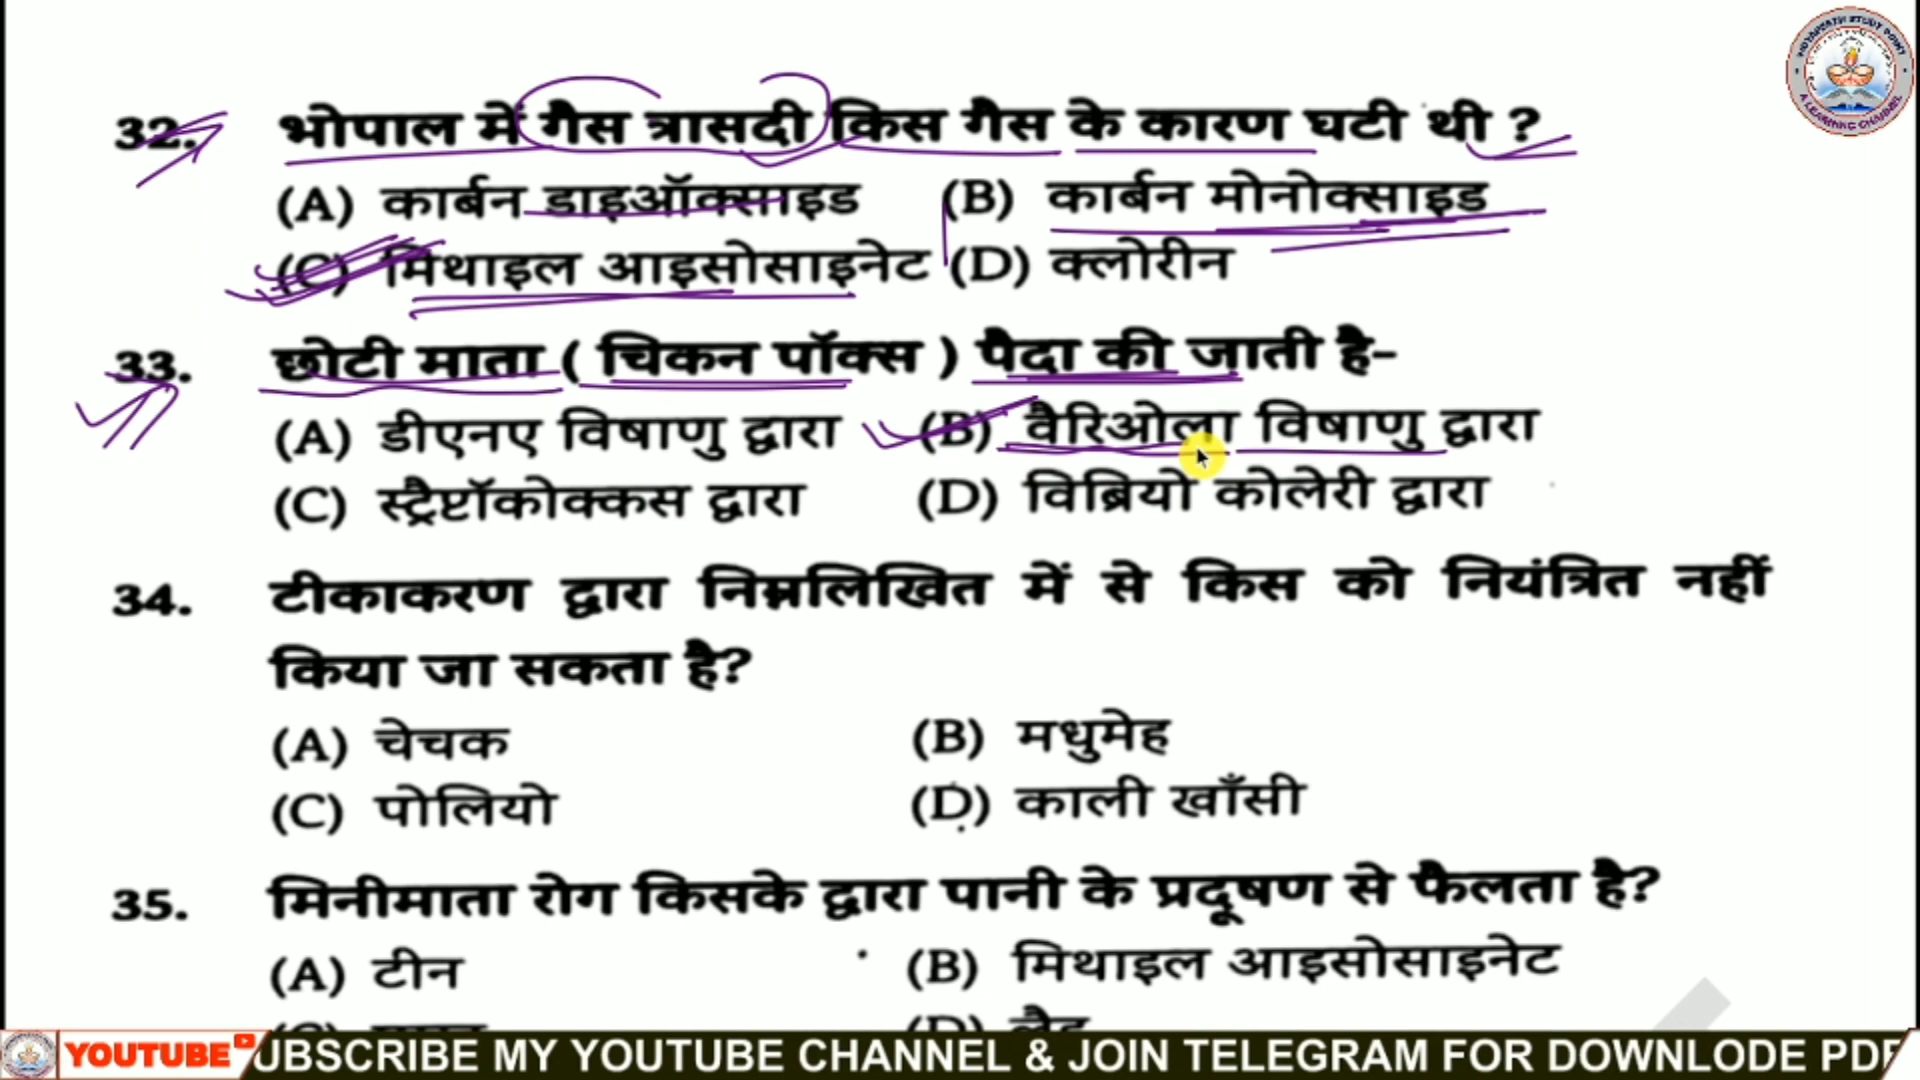 32. भोपाल में गैस त्रासदी किस गैस के कारण घटी थी ?
(A) कार्बन डाइऑक्साइड (B) कार्बन मोनोक्साइड
(C) मिथाइल आइसोसाइनेट (D) क्लोरीन
33. छोटी माता ( चिकन पॉक्स ) पैदा की जाती है-
(A) डीएनए विषाणु द्वारा (B) वैरिओला विषाणु द्वारा
(C) स्ट्रैप्टॉकोक्कस द्वारा (D) विब्रियो कोलेरी द्वारा
34. टीकाकरण द्वारा निम्नलिखित में से किस को नियंत्रित नहीं
किया जा सकता है?
(A) चेचक (B) मधुमेह
(C) पोलियो (D) काली खाँसी
35. मिनीमाता रोग किसके द्वारा पानी के प्रदूषण से फैलता है?
(A) टीन (B) मिथाइल आइसोसाइनेट
(D) लैड
YOUTUBE UBSCRIBE MY YOUTUBE CHANNEL & JOIN TELEGRAM FOR DOWNLODE PDF